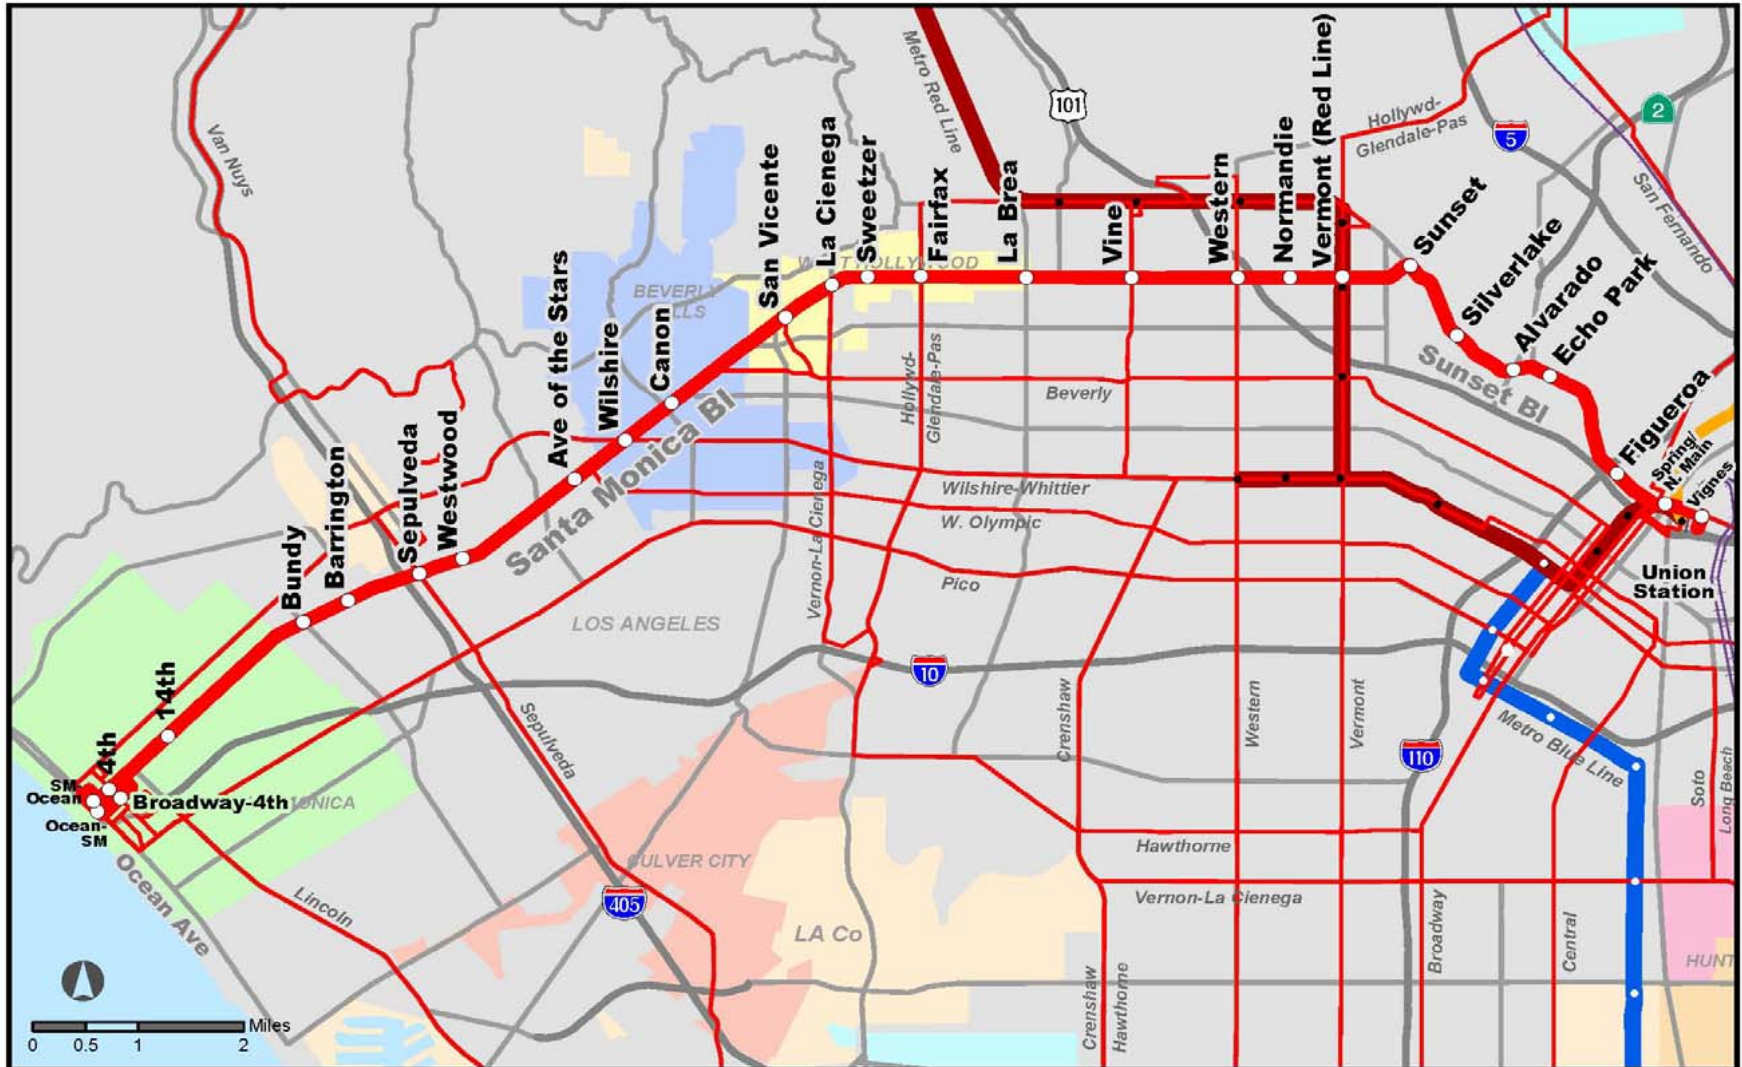 Metro Red Line
101
Vermont (Red Line)
Hollywd-
Glendale-Pas
5
2
San Fernando
Van Nuys
San Vicente
La Cienega
Sweetzer
Fairfax
La Brea
Vine
Western
Normandie
Sunset
Silverlake
Alvarado
Echo Park
Figueroa
Spring/
N. Main
Vignes
Union
Station
Ave of the Stars
Wilshire
Canon
BEVERLY
Sunset Bl
Santa Monica Bl
Hollywd-
Glendale-Pas
Beverly
Wilshire-Whittier
W. Olympic
Pico
Vernon-La Cienega
Bundy
Barrington
Sepulveda
Westwood
LOS ANGELES
10
Crenshaw
Western
Vermont
110
Metro Blue Line
Soto
Long Beach
14th
4th
SM-
Ocean
Broadway-4th
Ocean-
SM
Ocean Ave
Sepulveda
Lincoln
CULVER CITY
405
LA Co
Hawthorne
Vernon-La Cienega
Crenshaw
Hawthorne
Broadway
Central
HUNT
Miles
0 0.5 1 2